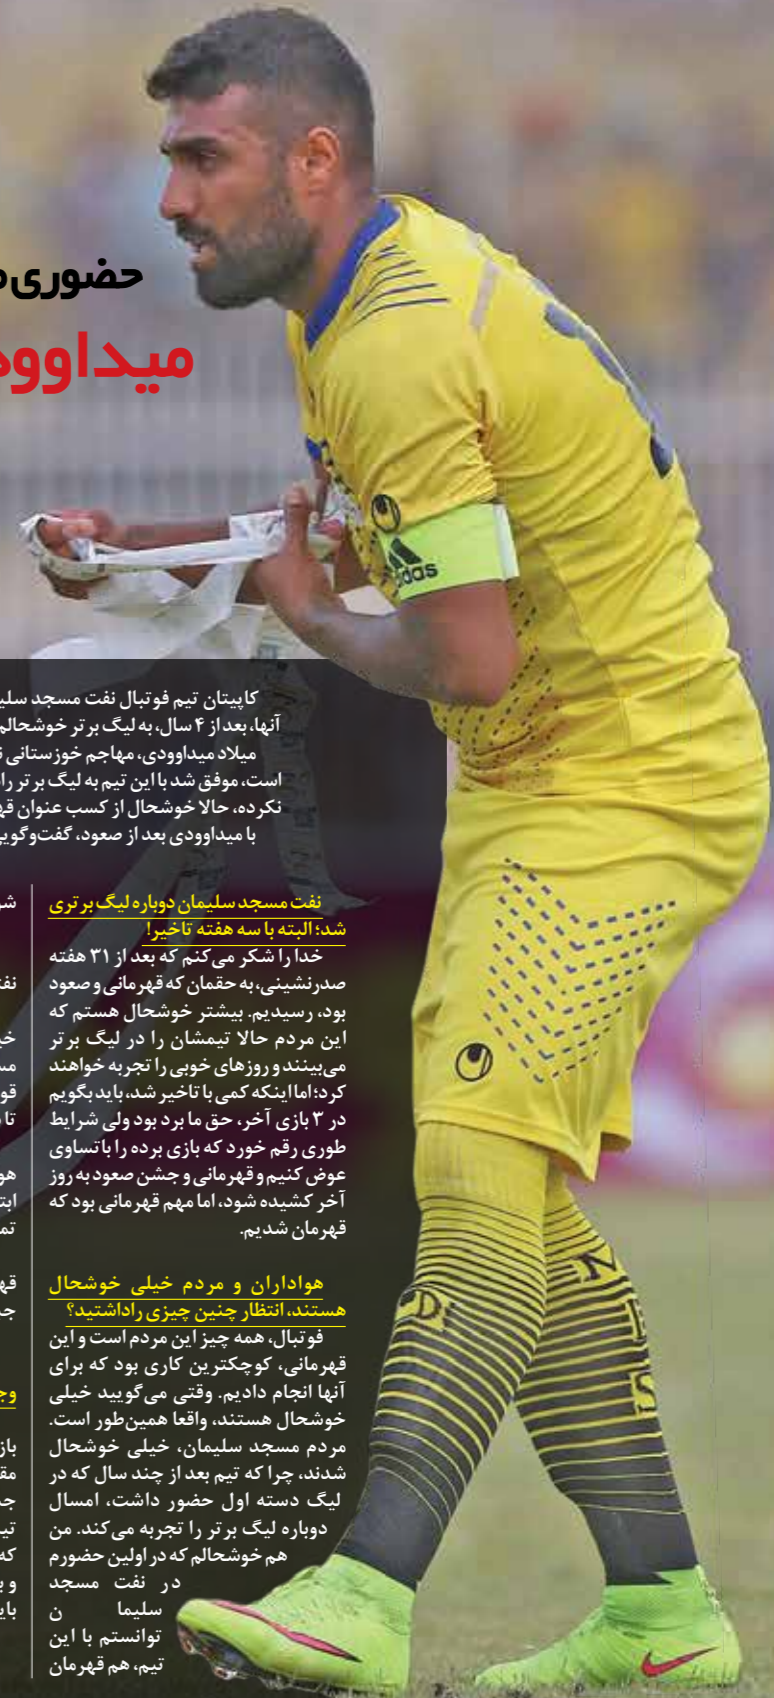 حضوری
میداوود
کاپیتان تیم فوتبال نفت مسجد سلی
آنها، بعد از ۴ سال، به لیگ برتر خوشحالم
میلاد میداوودی، مهاجم خوزستانی
است، موفق شد با این تیم به لیگ برتر
نکرده، حالا خوشحال از کسب عنوان
با میداوودی بعد از صعود، گفت‌وگویی
نفت مسجد سلیمان دوباره لیگ برتری
شد؛ البته با سه هفته تاخیر!
خدا را شکر می‌کنم که بعد از ۳۱ هفته
صدرنشینی، به حقمان که قهرمانی و صعود
بود، رسیدیم. بیشتر خوشحال هستم که
این مردم حالا تیمشان را در لیگ برتر
می‌بینند و روزهای خوبی را تجربه خواهند
کرد؛ اما اینکه کمی با تاخیر شد، باید بگویم
در ۳ بازی آخر، حق ما برد بود ولی شرایط
طوری رقم خورد که بازی برده را باتساوی
عوض کنیم و قهرمانی و جشن صعود به روز
آخر کشیده شود، اما مهم قهرمانی بود که
قهرمان شدیم.
هواداران و مردم خیلی خوشحال
هستند، انتظار چنین چیزی راداشتید؟
فوتبال، همه چیز این مردم است و این
قهرمانی، کوچکترین کاری بود که برای
آنها انجام دادیم. وقتی می‌گویید خیلی
خوشحال هستند، واقعا همین‌طور است.
مردم مسجد سلیمان، خیلی خوشحال
شدند، چرا که تیم بعد از چند سال که در
لیگ دسته اول حضور داشت، امسال
دوباره لیگ برتر را تجربه می‌کند. من
هم خوشحالم که در اولین حضورم
در نفت مسجد
سلیما ن
توانستم با این
تیم، هم قهرمان
adidas
D
M
S